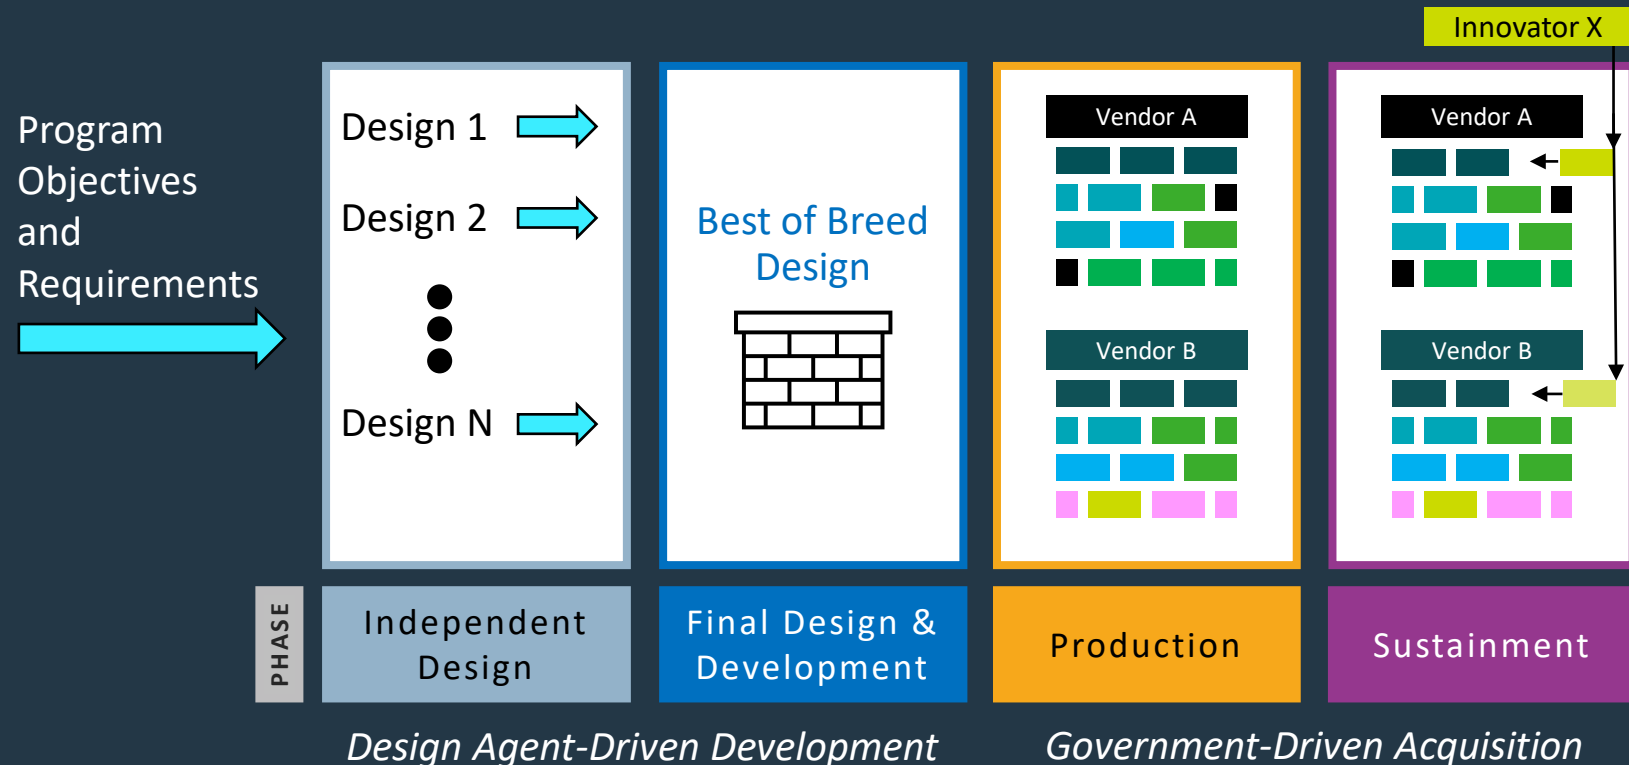 Innovator X
Program
Objectives
and
Requirements
Design 1
Design 2
Design N
Best of Breed
Design
Vendor A
Vendor B
Vendor A
Vendor B
PHASE
Independent
Design
Final Design &
Development
Production
Sustainment
Design Agent-Driven Development
Government-Driven Acquisition